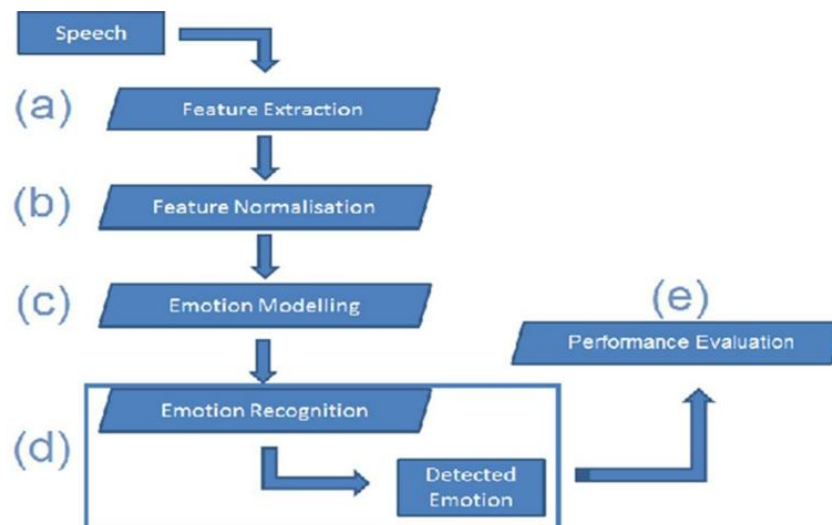 Speech
(a)
Feature Extraction
(b)
Feature Normalisation
(c)
Emotion Modelling
(e)
Performance Evaluation
Emotion Recognition
(d)
Detected
Emotion